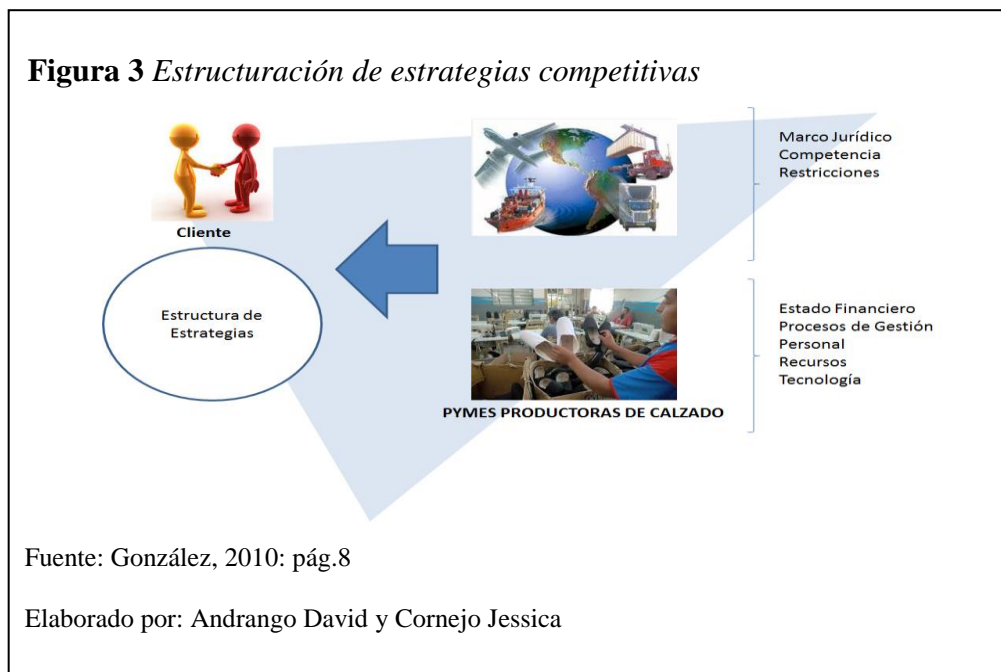 Figura 3 Estructuración de estrategias competitivas
Marco Jurídico
Competencia
Restricciones
Cliente
Estructura de
Estrategias
Estado Financiero
Procesos de Gestión
Personal
Recursos
Tecnología
PYMES PRODUCTORAS DE CALZADO
Fuente: González, 2010: pág.8
Elaborado por: Andrango David y Cornejo Jessica